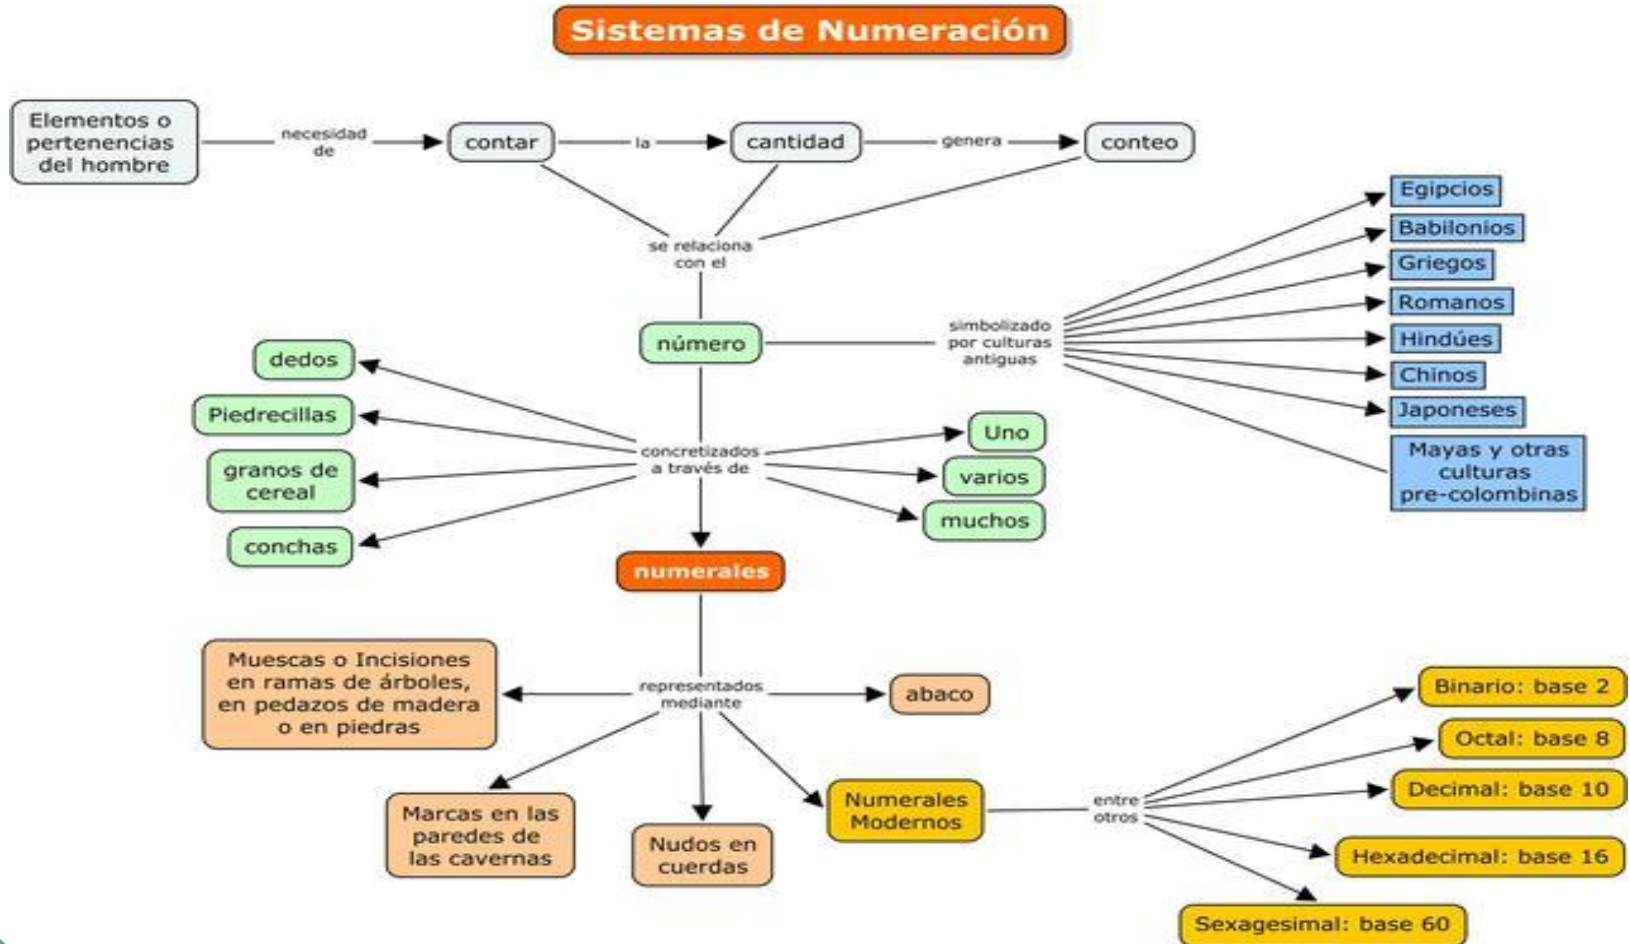 Sistemas de Numeración
Elementos o
pertenencias
del hombre
necesidad
de
contar
la
cantidad
genera
conteo
se relaciona
con el
número
simbolizado
por culturas
antiguas
Egipcios
Babilonios
Griegos
Romanos
Hindúes
Chinos
Japoneses
Mayas y otras
culturas
pre-colombinas
dedos
Piedrecillas
granos de
cereal
conchas
concretizados
a través de
Uno
varios
muchos
numerales
representados
mediante
Muescas o Incisiones
en ramas de árboles,
en pedazos de madera
o en piedras
Marcas en las
paredes de
las cavernas
Nudos en
cuerdas
abaco
Numerales
Modernos
entre
otros
Binario: base 2
Octal: base 8
Decimal: base 10
Hexadecimal: base 16
Sexagesimal: base 60